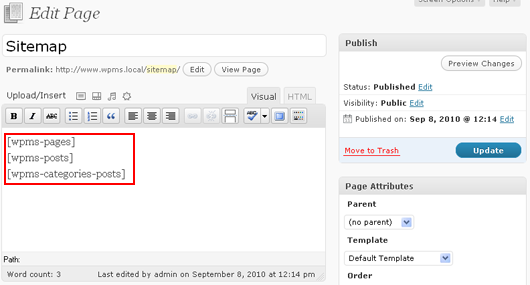 Screen Options Help
Edit Page
Sitemap
Permalink: http://www.wpms.local/sitemap/ Edit View Page
Upload/Insert Visual HTML
B I ABC
[wpms-pages]
[wpms-posts]
[wpms-categories-posts]
Path:
Word count: 3 Last edited by admin on September 8, 2010 at 12:14 pm
Publish
Preview Changes
Status: Published Edit
Visibility: Public Edit
Published on: Sep 8, 2010 @ 12:14 Edit
Move to Trash Update
Page Attributes
Parent
(no parent)
Template
Default Template
Order